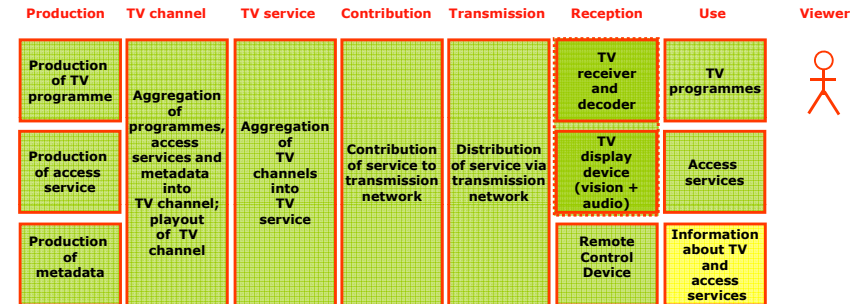 Production TV channel TV service Contribution Transmission Reception Use Viewer
Production
of TV
programme
Production
of access
service
Production
of
metadata
Aggregation
of
programmes,
access
services and
metadata
into
TV channel;
playout
of TV
channel
Aggregation
of
TV
channels
into
TV
service
Contribution
of service to
transmission
network
Distribution
of service via
transmission
network
TV
receiver
and
decoder
TV
display
device
(vision +
audio)
Remote
Control
Device
TV
programmes
Access
services
Information
about TV
and
access
services